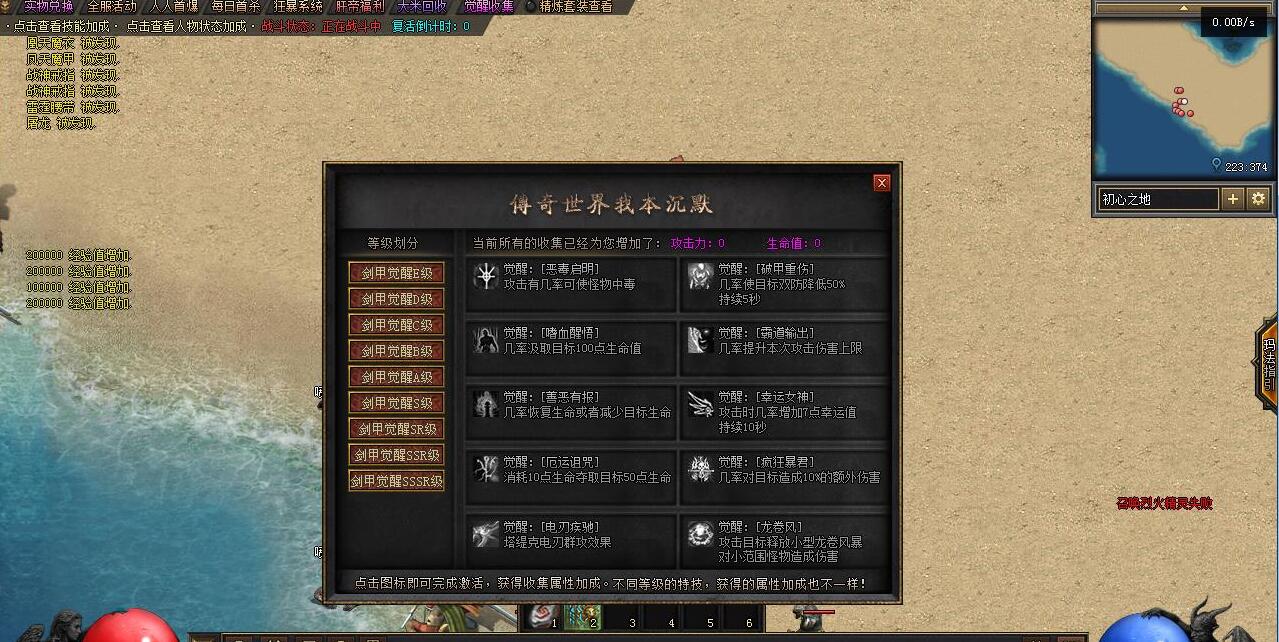 实物兑换 全服活动 人人首爆 每日首杀 狂暴系统 肝帝福利 大米回收 觉醒收集 精炼套装查看
·点击查看技能加成· 点击查看人物状态加成·战斗状态：正在战斗中 复活倒计时：0
凰天魔衣 被发现.
凤天魔甲 被发现.
战神戒指 被发现.
战神戒指 被发现.
雷霆腰带 被发现.
屠龙 被发现.
0.00B/s
223:374
初心之地
玛法指引
200000 经验值增加.
200000 经验值增加.
100000 经验值增加.
200000 经验值增加.
傳奇世界我本沉默
等级划分
剑甲觉醒E级
剑甲觉醒D级
剑甲觉醒C级
剑甲觉醒B级
剑甲觉醒A级
剑甲觉醒S级
剑甲觉醒SR级
剑甲觉醒SSR级
剑甲觉醒SSSR级
当前所有的收集已经为您增加了：攻击力：0 生命值：0
觉醒：[恶毒启明]
攻击有几率可使怪物中毒
觉醒：[破甲重伤]
几率使目标双防降低50%
持续5秒
觉醒：[嗜血醒悟]
几率汲取目标100点生命值
觉醒：[霸道输出]
几率提升本次攻击伤害上限
觉醒：[善恶有报]
几率恢复生命或者减少目标生命
觉醒：[幸运女神]
攻击时几率增加7点幸运值
持续10秒
觉醒：[厄运诅咒]
消耗10点生命夺取目标50点生命
觉醒：[疯狂暴君]
几率对目标造成10%的额外伤害
觉醒：[电刃疾驰]
塔缇克电刃群攻效果
觉醒：[龙卷风]
攻击目标释放小型龙卷风暴
对小范围怪物造成伤害
点击图标即可完成激活，获得收集属性加成。不同等级的特技，获得的属性加成也不一样！
召唤烈火精灵失败
1 2 3 4 5 6